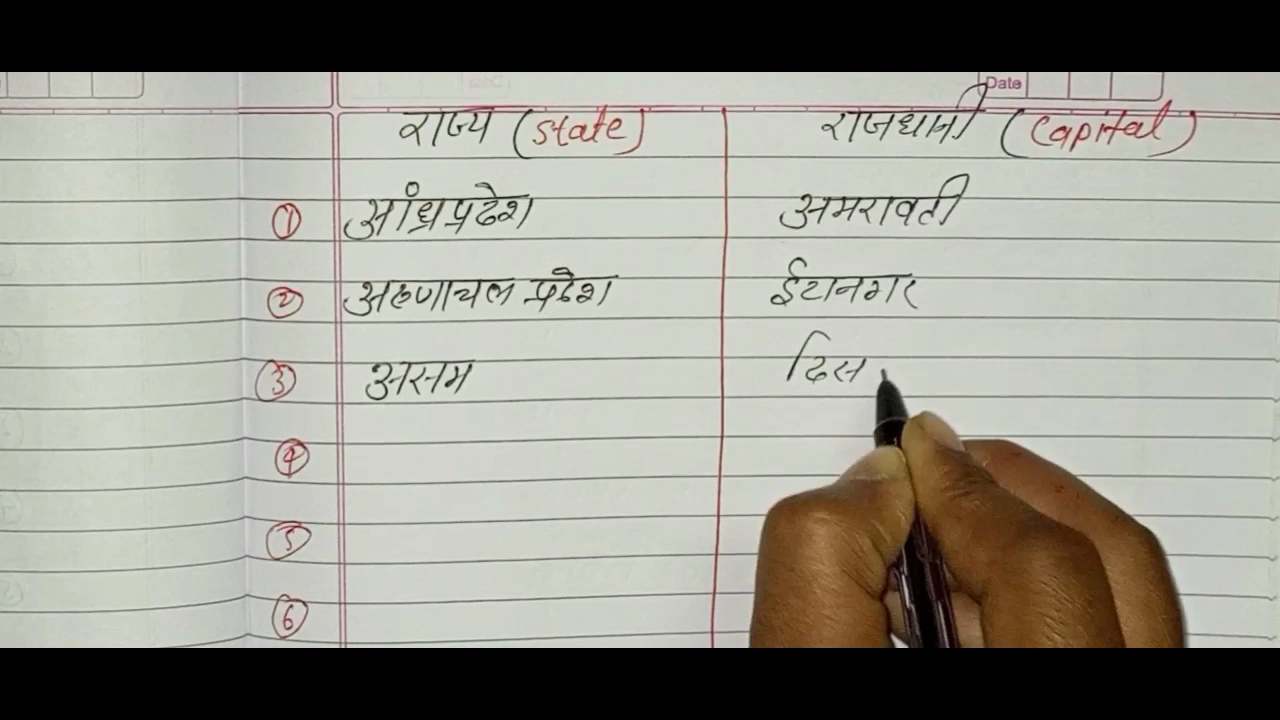 Date
राज्य (State) राजधानी (Capital)
1 आंध्रप्रदेश अमरावती
2 अरुणाचल प्रदेश ईटानगर
3 असम दिस
4
5
6